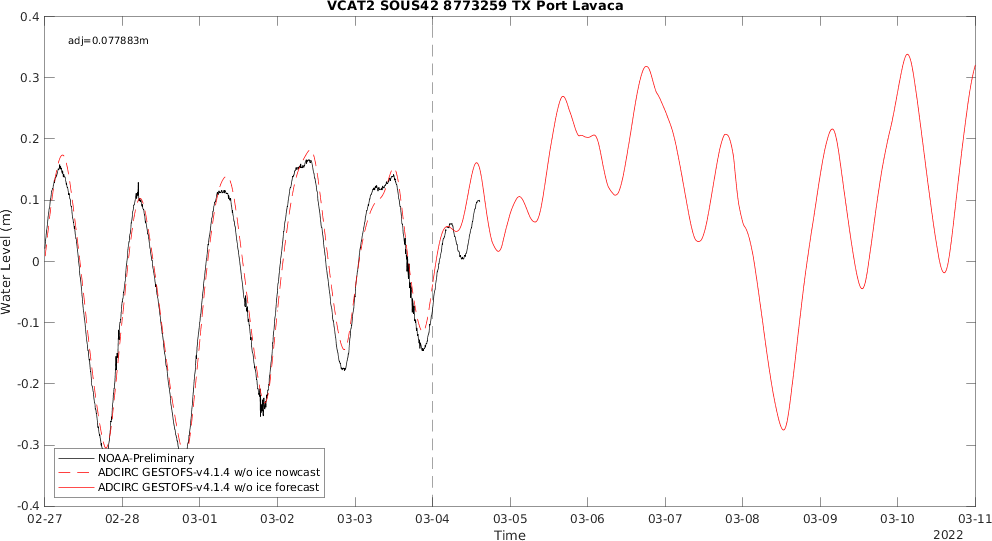 VCAT2 SOUS42 8773259 TX Port Lavaca
adj=0.077883m
0.4
0.3
0.2
0.1
0
-0.1
-0.2
-0.3
-0.4
Water Level (m)
NOAA-Preliminary
ADCIRC GESTOFS-v4.1.4 w/o ice nowcast
ADCIRC GESTOFS-v4.1.4 w/o ice forecast
02-27 02-28 03-01 03-02 03-03 03-04 03-05 03-06 03-07 03-08 03-09 03-10 03-11
Time
2022